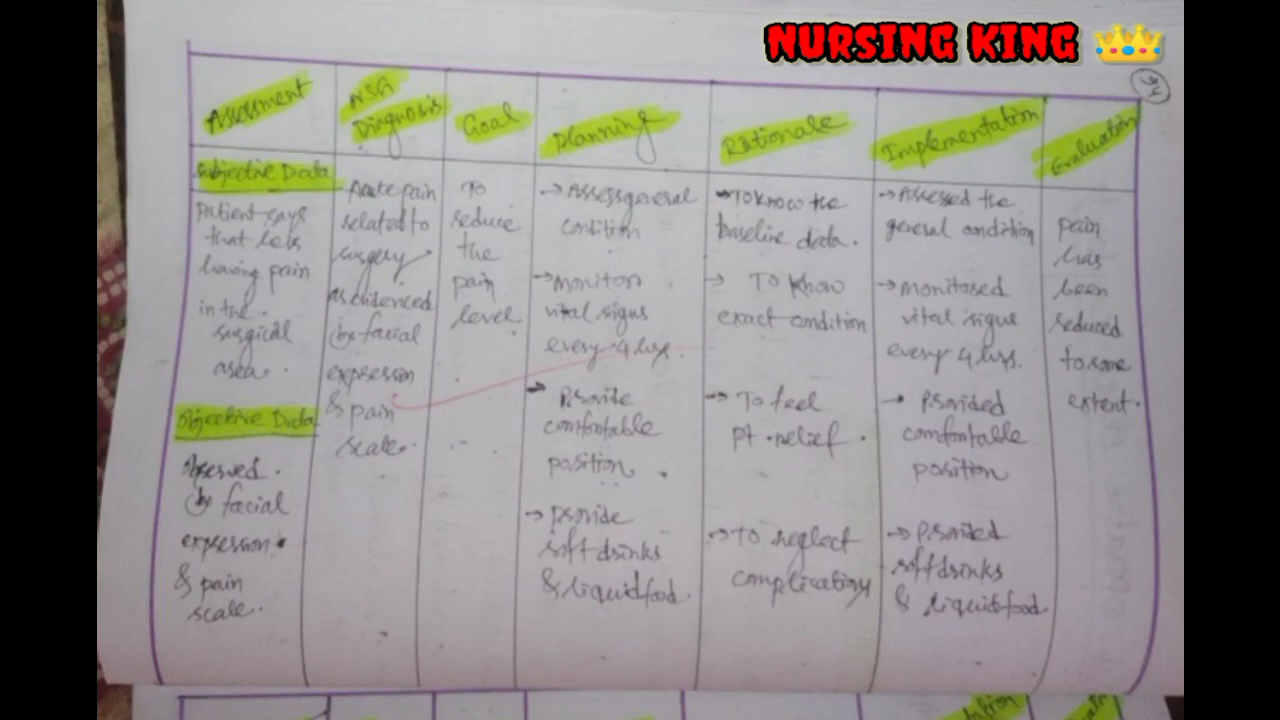 NURSING KING
34
Assessment
NSG
Diagnosis
Goal
Planning
Rationale
Implementation
Evaluation
Subjective Data
Patient says
that he is
having pain
in the
surgical
area.
Objective Data
Observed
by facial
expression
& pain
scale.
Acute pain
related to
surgery
as evidenced
by facial
expression
& pain
scale.
To
reduce
the
pain
level
→ Assess general
condition
→ monitor
vital signs
every 4 hrs.
→ Provide
comfortable
position.
→ provide
soft drinks
& liquid food.
→ To know the
baseline data.
→ To know
exact condition
→ To feel
pt. relief.
→ To neglect
complications
→ Assessed the
general condition
→ monitored
vital signs
every 4 hrs.
→ Provided
comfortable
position
→ Provided
soft drinks
& liquid food.
pain
has
been
reduced
to some
extent.